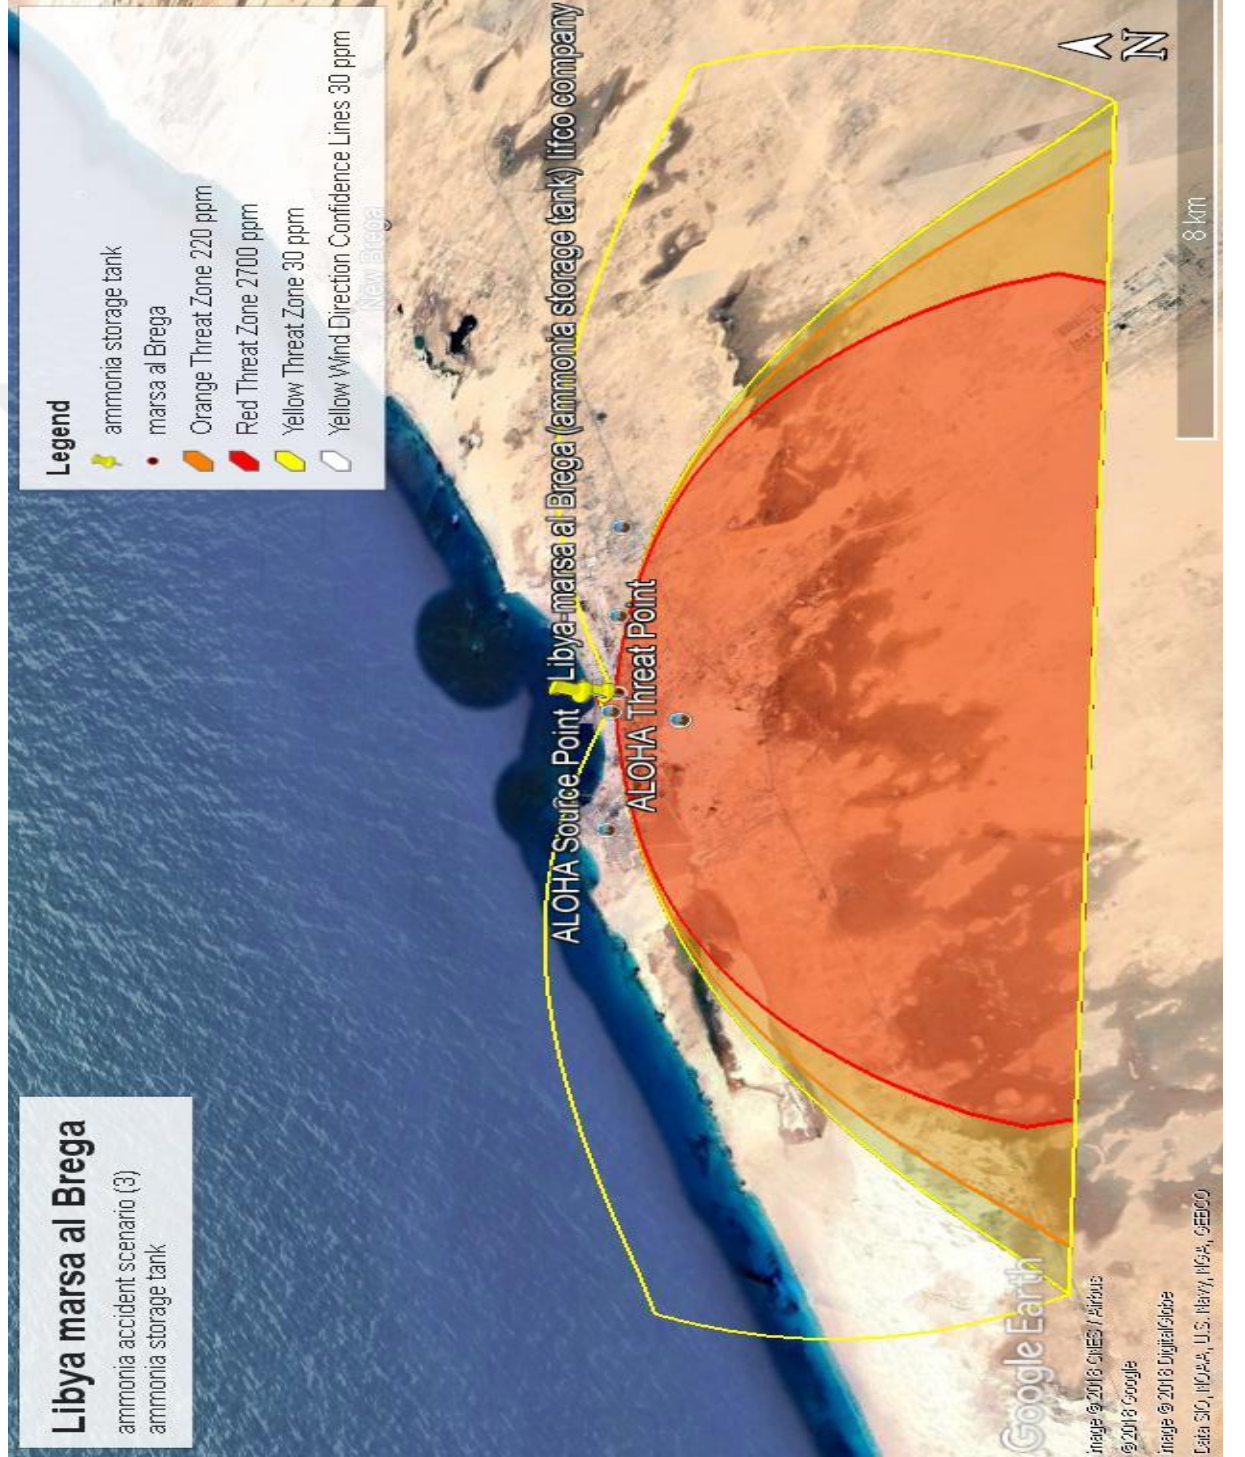 Libya marsa al Brega
ammonia accident scenario (3)
ammonia storage tank
Legend
ammonia storage tank
marsa al Brega
Orange Threat Zone 220 ppm
Red Threat Zone 2700 ppm
Yellow Threat Zone 30 ppm
Yellow Wind Direction Confidence Lines 30 ppm
New Brega
ALOHA Source Point
Libya-marsa al Brega (ammonia storage tank) lifco company
ALOHA Threat Point
Google Earth
Image © 2018 CNES / Airbus
© 2018 Google
Image © 2018 DigitalGlobe
Data SIO, NOAA, U.S. Navy, NGA, GEBCO
N
8 km